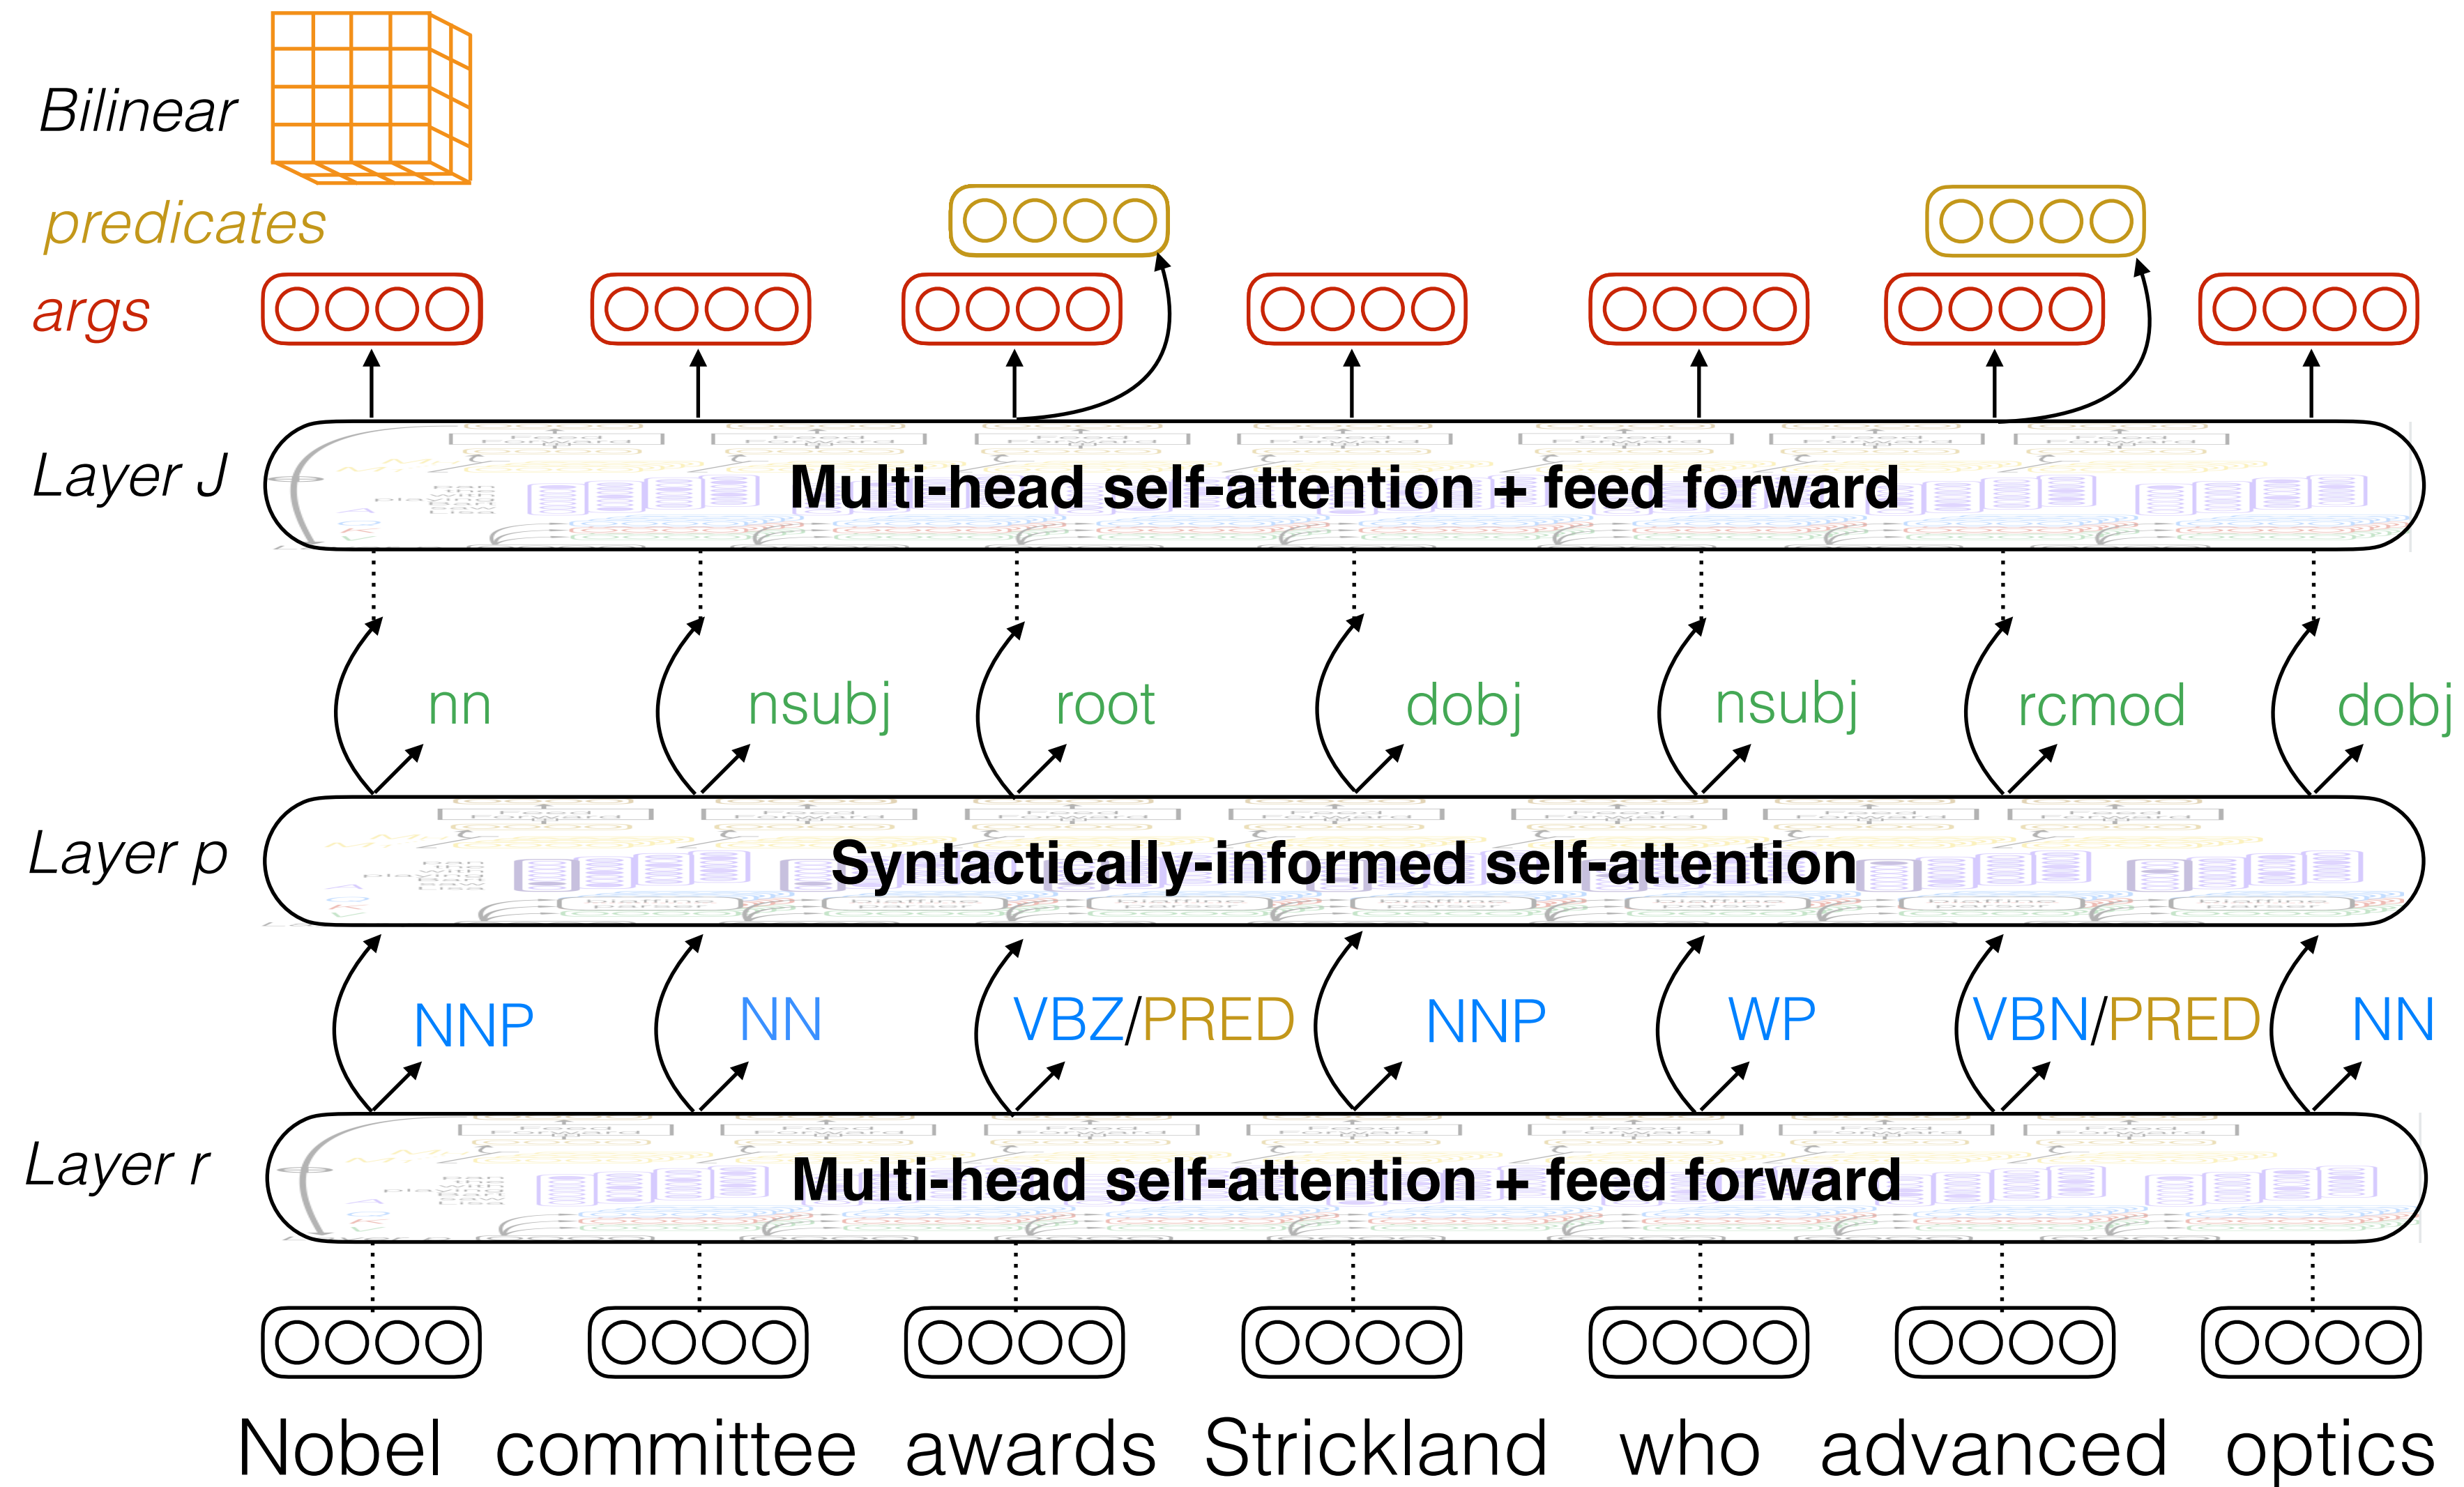 Bilinear
predicates
args
Layer J Multi-head self-attention + feed forward
nn nsubj root dobj nsubj rcmod dobj
Layer p Syntactically-informed self-attention
NNP NN VBZ/PRED NNP WP VBN/PRED NN
Layer r Multi-head self-attention + feed forward
Nobel committee awards Strickland who advanced optics